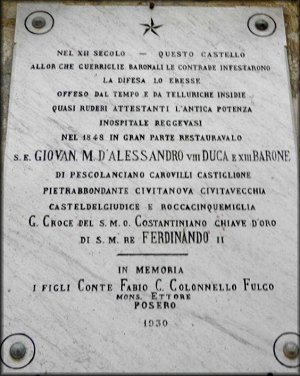 NEL XII SECOLO — QUESTO CASTELLO
ALLOR CHE GUERRIGLIE BARONALI LE CONTRADE INFESTARONO
LA DIFESA LO ERESSE
OFFESO DAL TEMPO E DA TELLURICHE INSIDIE
QUASI RUDERI ATTESTANTI L'ANTICA POTENZA
INOSPITALE REGGEVASI
NEL 1848 IN GRAN PARTE RESTAURAVALO
S.E. GIOVAN. M. D'ALESSANDRO VIII DUCA E XIII BARONE
DI PESCOLANCIANO CAROVILLI CASTIGLIONE
PIETRABBONDANTE CIVITANOVA CIVITAVECCHIA
CASTELDELGIUDICE E ROCCACINQUEMIGLIA
G. CROCE DEL S.M.O. COSTANTINIANO CHIAVE D'ORO
DI S.M. RE FERDINANDO II
IN MEMORIA
I FIGLI CONTE FABIO C. COLONNELLO FULCO
MONS. ETTORE
POSERO
1930